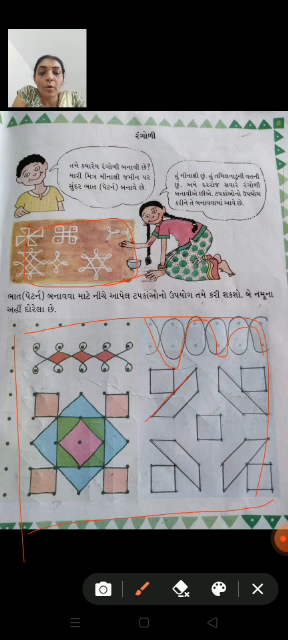 રંગોળી
તમે ક્યારેય રંગોળી બનાવી છે?
મારી મિત્ર મીનાક્ષી જમીન પર
સુંદર ભાત (પેટર્ન) બનાવે છે.
હું મીનાક્ષી છું. હું તમિલનાડુની વતની
છું. અમે દરરોજ સવારે રંગોળી
બનાવીએ છીએ. ટપકાંઓનો ઉપયોગ
કરીને તે બનાવવામાં આવે છે.
ભાત(પેટર્ન) બનાવવા માટે નીચે આપેલ ટપકાંઓનો ઉપયોગ તમે કરી શકશો. બે નમૂના
અહીં દોરેલા છે.